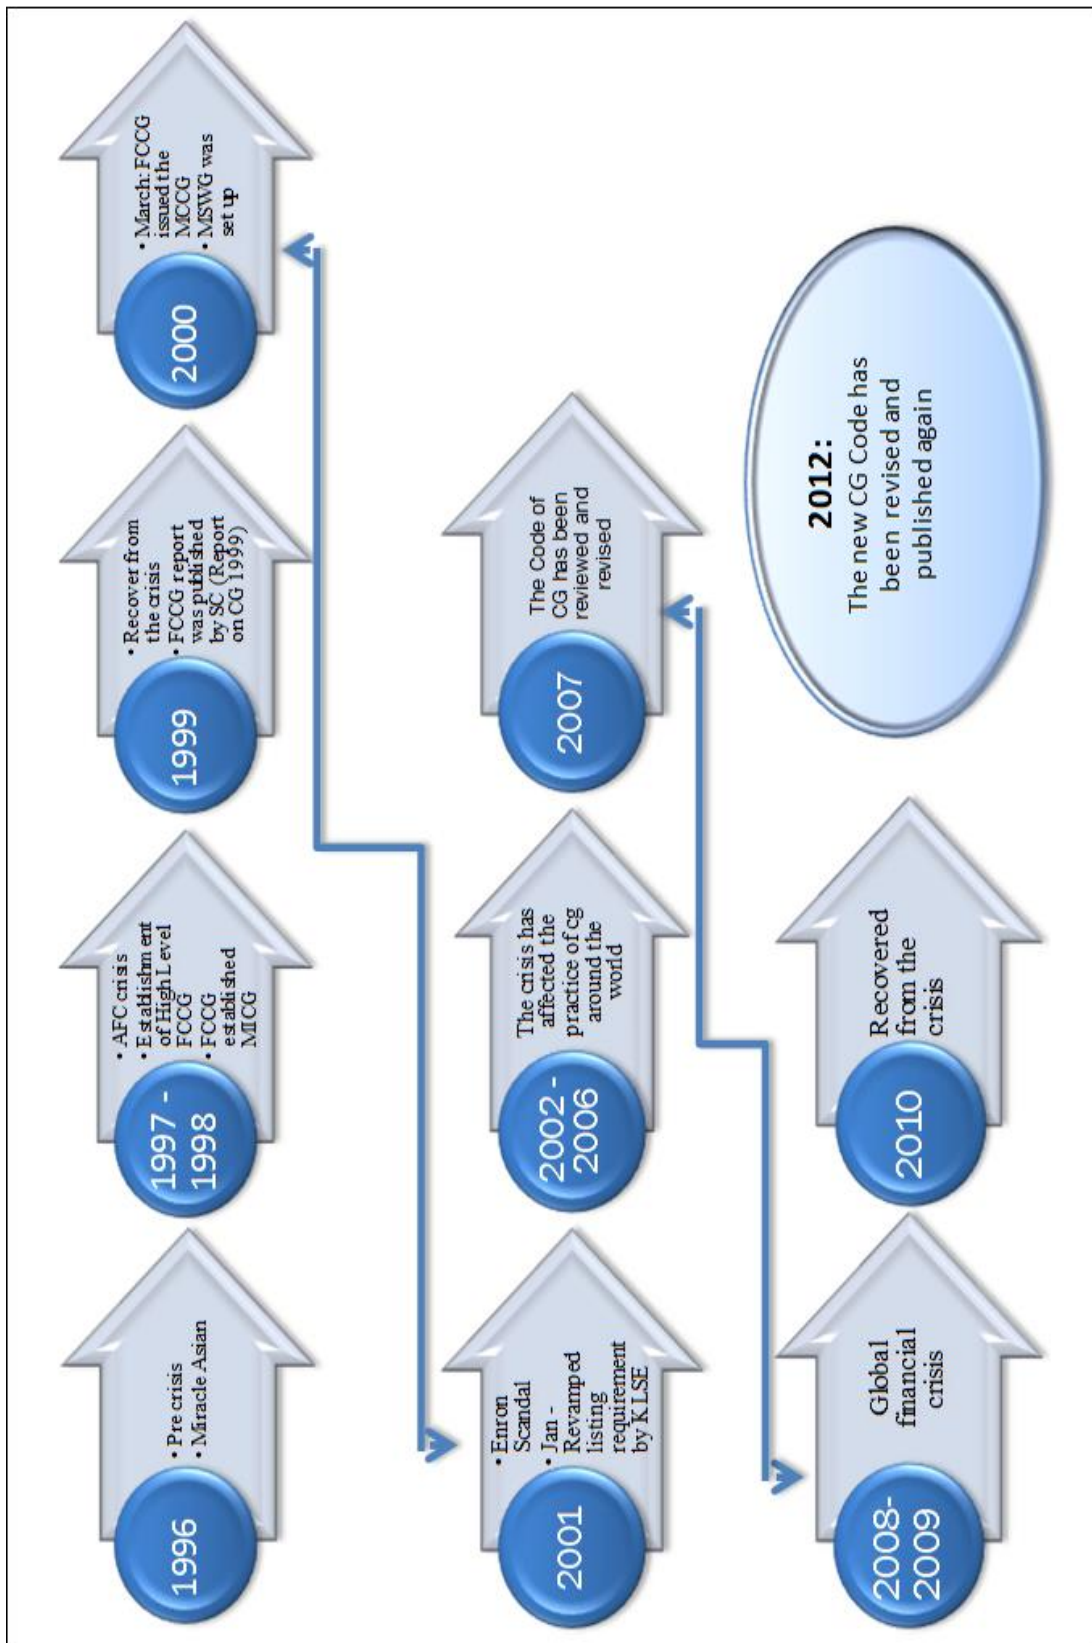 1996
• Pre crisis
• Miracle Asian
1997 -
1998
• AFC crisis
• Establishment
of High Level
FCCG
• FCCG
established
MICG
1999
• Recover from
the crisis
• FCCG report
was published
by SC (Report
on CG 1999)
2000
• March: FCCG
issued the
MCCG
• MSWG was
set up
2001
• Enron
Scandal
• Jan -
Revamped
listing
requirement
by KLSE
2002 -
2006
The crisis has
affected the
practice of cg
around the
world
2007
The Code of
CG has been
reviewed and
revised
2008-
2009
Global
financial
crisis
2010
Recovered
from the
crisis
2012:
The new CG Code has
been revised and
published again